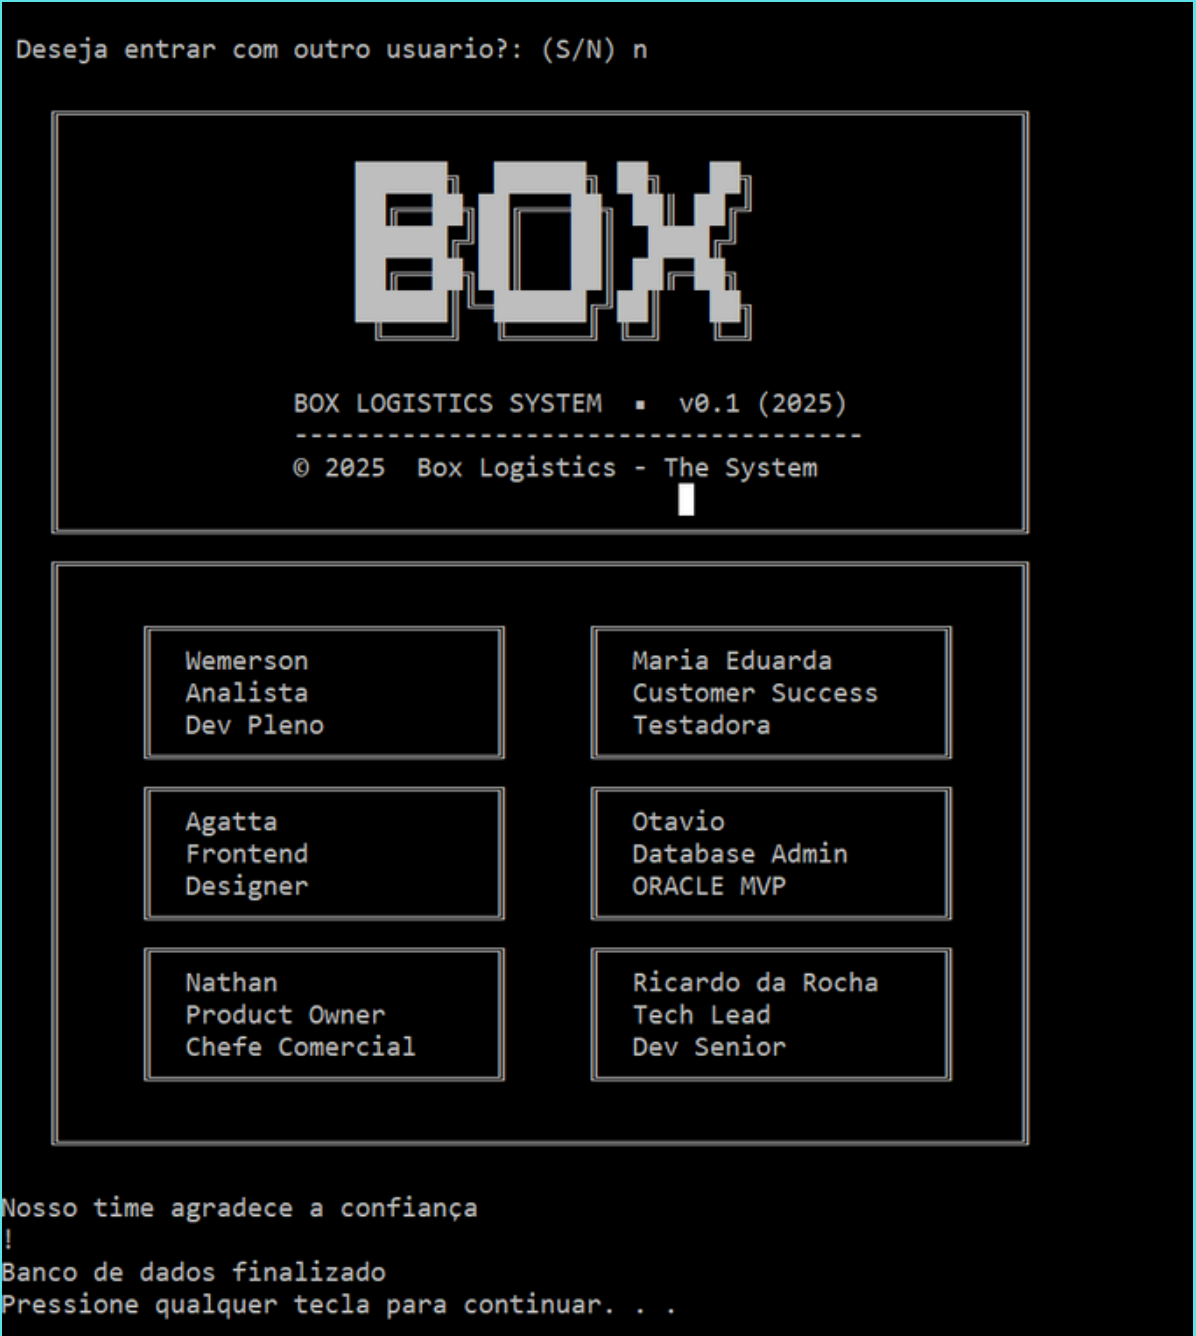 Deseja entrar com outro usuario?: (S/N) n
BOX
BOX LOGISTICS SYSTEM ▪ v0.1 (2025)
-------------------------------------
© 2025  Box Logistics - The System
Wemerson
Analista
Dev Pleno
Maria Eduarda
Customer Success
Testadora
Agatta
Frontend
Designer
Otavio
Database Admin
ORACLE MVP
Nathan
Product Owner
Chefe Comercial
Ricardo da Rocha
Tech Lead
Dev Senior
Nosso time agradece a confiança
!
Banco de dados finalizado
Pressione qualquer tecla para continuar. . .